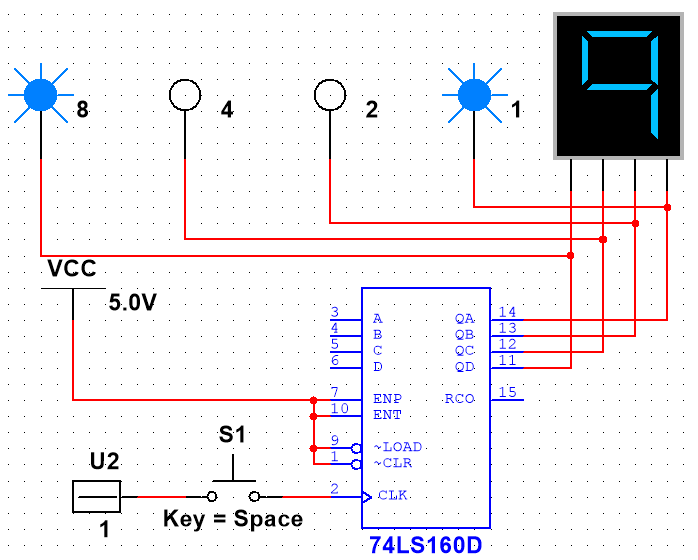 8
4
2
1
9
VCC
5.0V
3 A QA 14
4 B QB 13
5 C QC 12
6 D QD 11
7 ENP RCO 15
10 ENT
9 ~LOAD
1 ~CLR
2 CLK
S1
U2
Key = Space
1
74LS160D